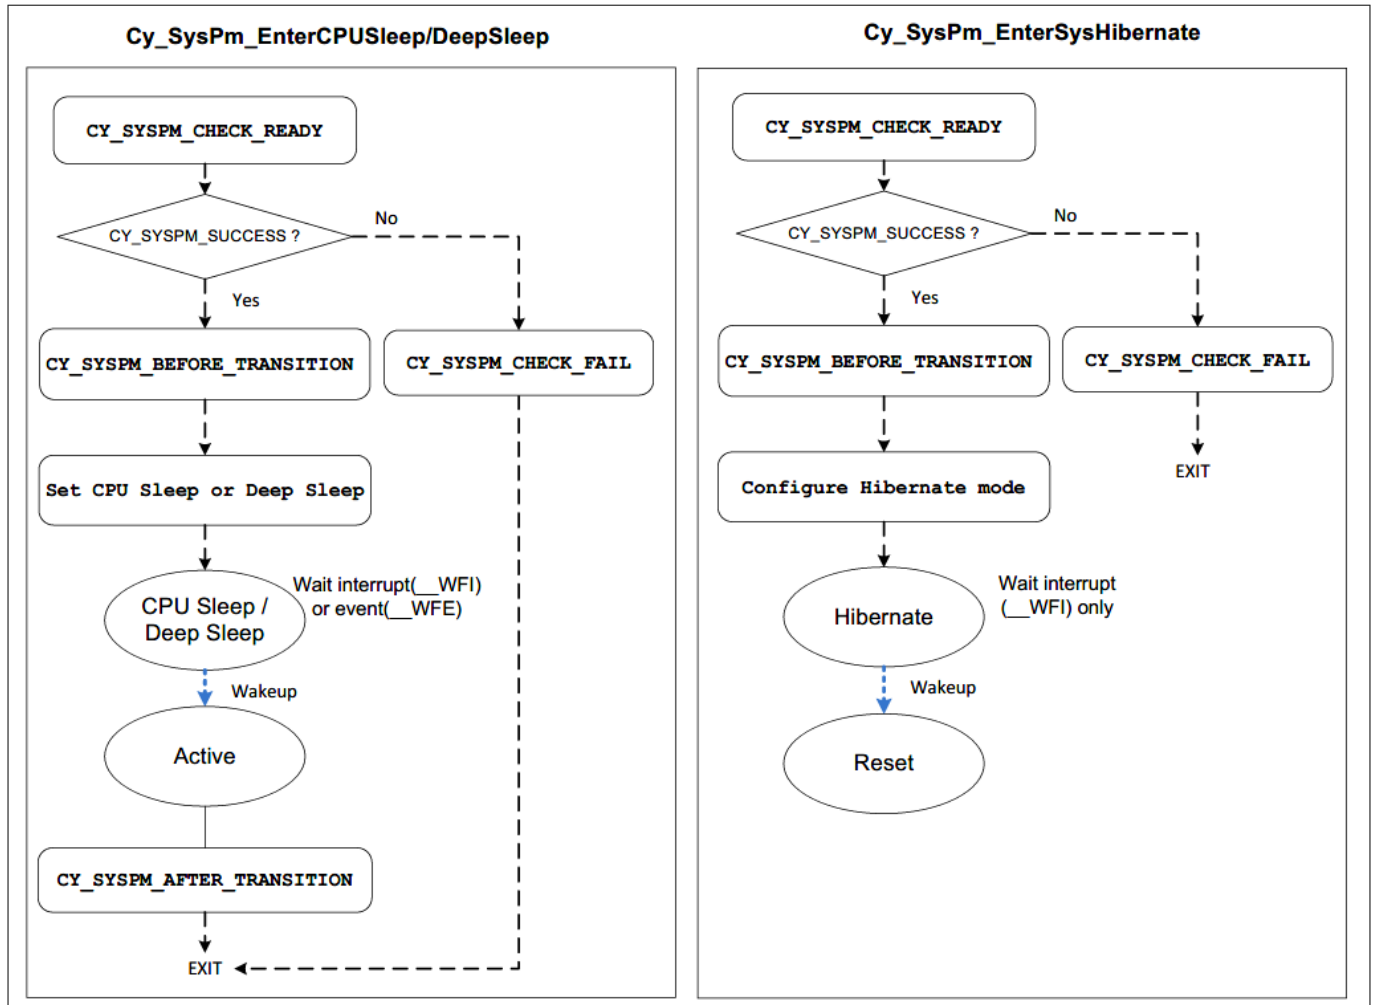 Cy_SysPm_EnterCPUSleep/DeepSleep
CY_SYSPM_CHECK_READY
CY_SYSPM_SUCCESS ?
No
Yes
CY_SYSPM_BEFORE_TRANSITION
CY_SYSPM_CHECK_FAIL
Set CPU Sleep or Deep Sleep
CPU Sleep /
Deep Sleep
Wait interrupt(__WFI)
or event(__WFE)
Wakeup
Active
CY_SYSPM_AFTER_TRANSITION
EXIT
Cy_SysPm_EnterSysHibernate
CY_SYSPM_CHECK_READY
CY_SYSPM_SUCCESS ?
No
Yes
CY_SYSPM_BEFORE_TRANSITION
CY_SYSPM_CHECK_FAIL
EXIT
Configure Hibernate mode
Hibernate
Wait interrupt
(__WFI) only
Wakeup
Reset